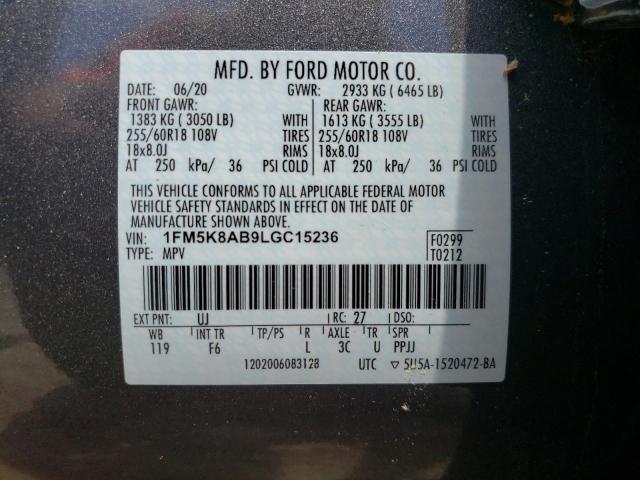 MFD. BY FORD MOTOR CO.
DATE: 06/20 GVWR: 2933 KG ( 6465 LB)
FRONT GAWR: REAR GAWR:
1383 KG ( 3050 LB) WITH 1613 KG ( 3555 LB) WITH
255/60R18 108V TIRES 255/60R18 108V TIRES
18x8.0J RIMS 18x8.0J RIMS
AT 250 kPa/ 36 PSI COLD AT 250 kPa/ 36 PSI COLD
THIS VEHICLE CONFORMS TO ALL APPLICABLE FEDERAL MOTOR
VEHICLE SAFETY STANDARDS IN EFFECT ON THE DATE OF
MANUFACTURE SHOWN ABOVE.
VIN: 1FM5K8AB9LGC15236 F0299
TYPE: MPV T0212
EXT PNT: UJ RC: 27 DSO:
WB INT TR TP/PS R AXLE TR SPR
119 F6 L 3C U PPJJ
1202006083128 UTC ▽ 5U5A-1520472-BA